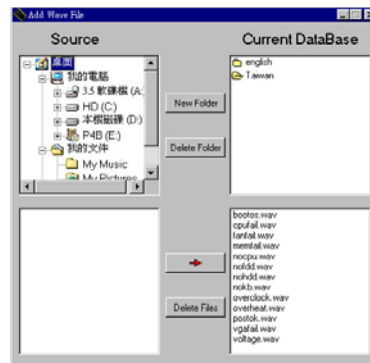 Add Wave File
Source
Current DataBase
桌面
我的電腦
3.5 軟碟機 (A:
HD (C:)
本機磁碟 (D:)
P4B (E:)
我的文件
My Music
My Pictures
New Folder
Delete Folder
english
Taiwan
Delete Files
bootos.wav
cpufail.wav
fanfail.wav
memfail.wav
nocpu.wav
nofdd.wav
nohdd.wav
nokb.wav
overclock.wav
overheat.wav
postok.wav
vgafail.wav
voltage.wav